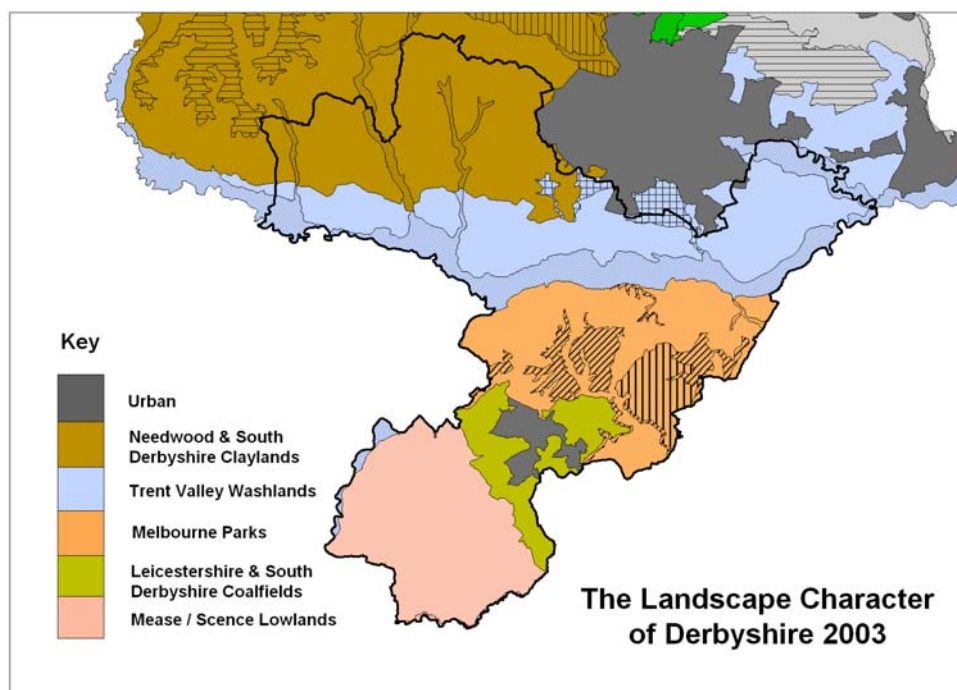 Key
Urban
Needwood & South
Derbyshire Claylands
Trent Valley Washlands
Melbourne Parks
Leicestershire & South
Derbyshire Coalfields
Mease / Scence Lowlands
The Landscape Character
of Derbyshire 2003